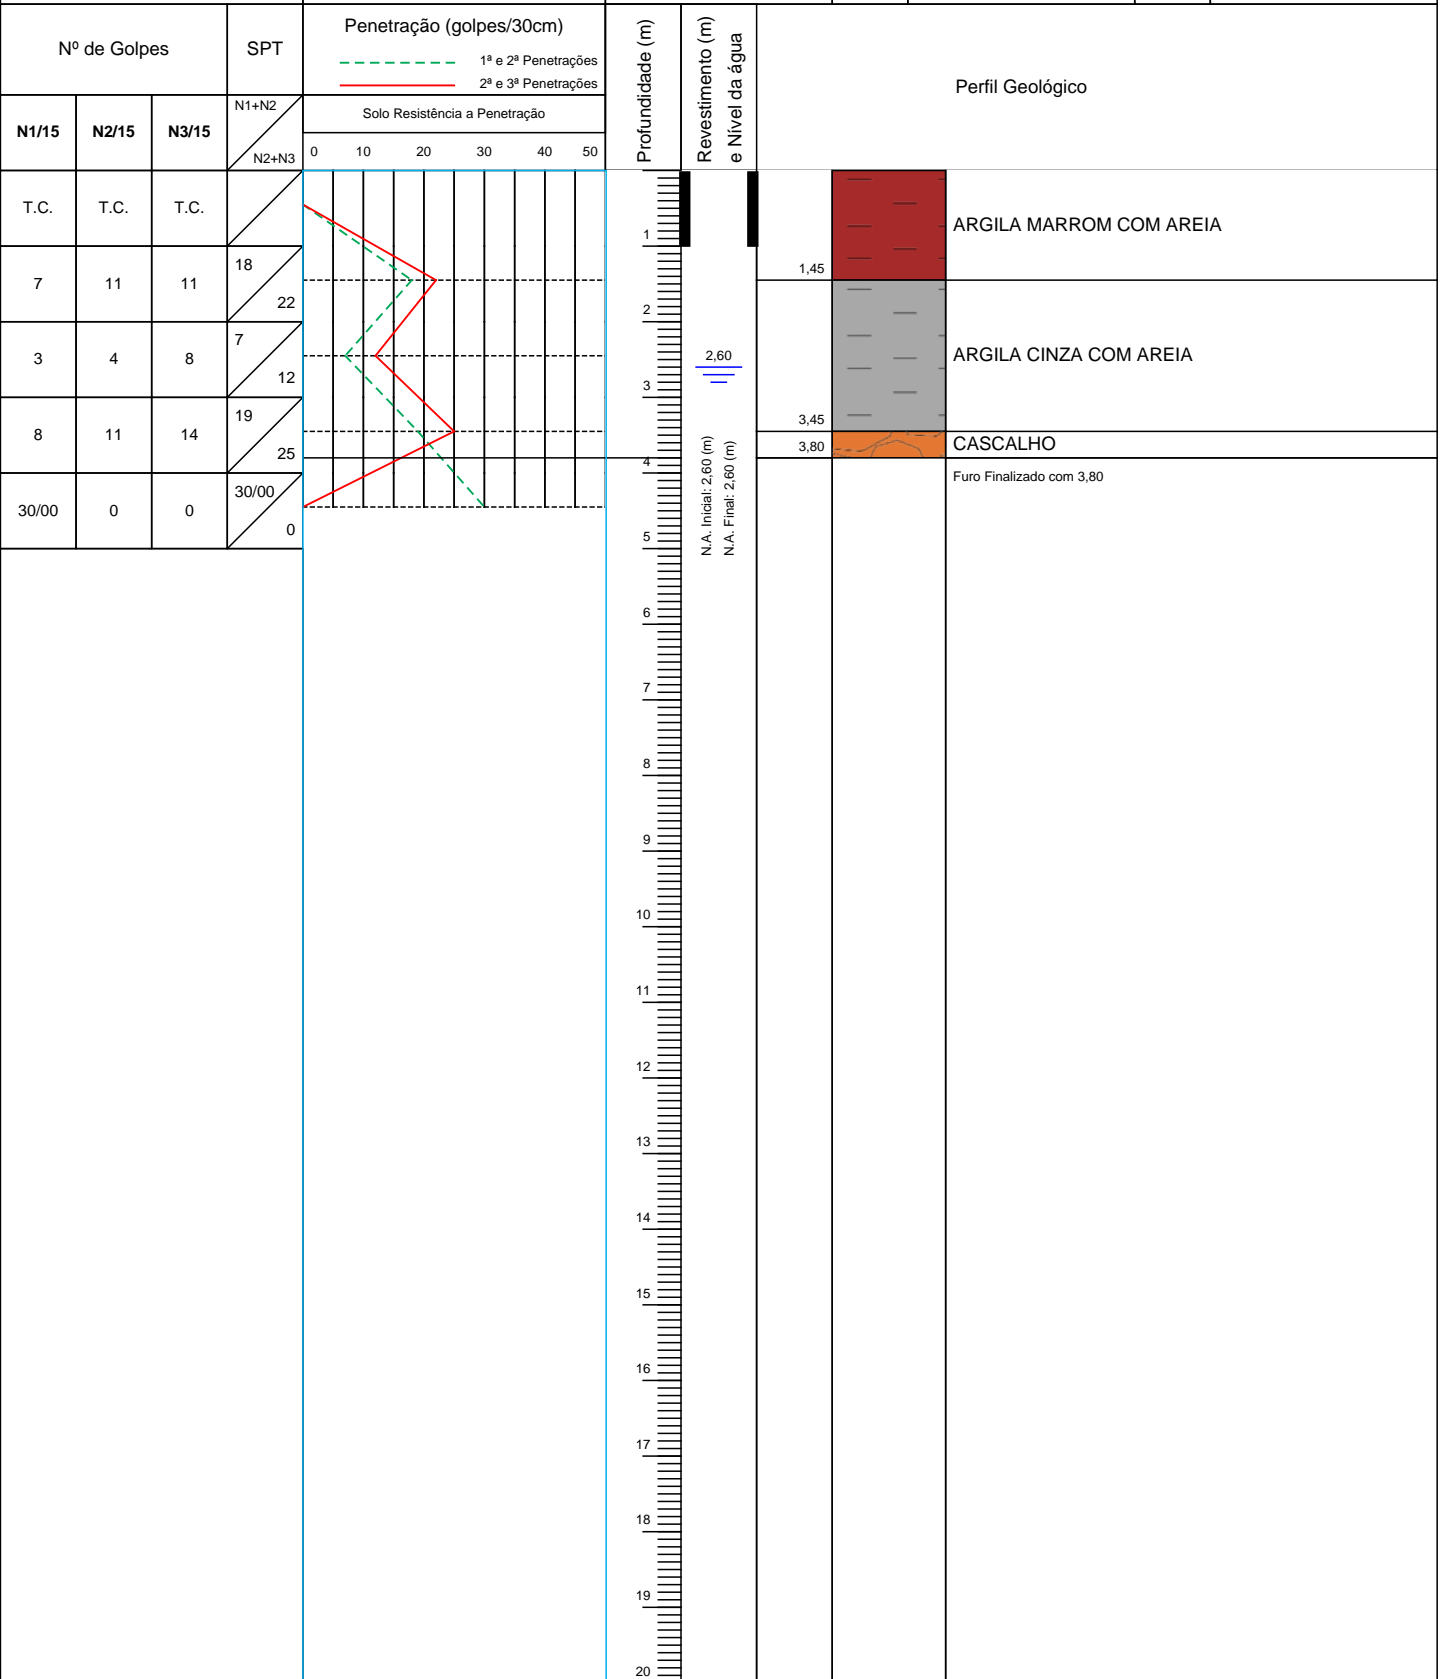 Nº de Golpes
SPT
Penetração (golpes/30cm)
1ª e 2ª Penetrações
2ª e 3ª Penetrações
Profundidade (m)
Revestimento (m)
e Nível da água
Perfil Geológico
N1/15 N2/15 N3/15
N1+N2
N2+N3
Solo Resistência a Penetração
0 10 20 30 40 50
T.C. T.C. T.C.
7 11 11
18
22
3 4 8
7
12
8 11 14
19
25
30/00 0 0
30/00
0
1
2
3
4
5
6
7
8
9
10
11
12
13
14
15
16
17
18
19
20
2,60
N.A. Inicial: 2,60 (m)
N.A. Final: 2,60 (m)
ARGILA MARROM COM AREIA
1,45
ARGILA CINZA COM AREIA
3,45
CASCALHO
3,80
Furo Finalizado com 3,80